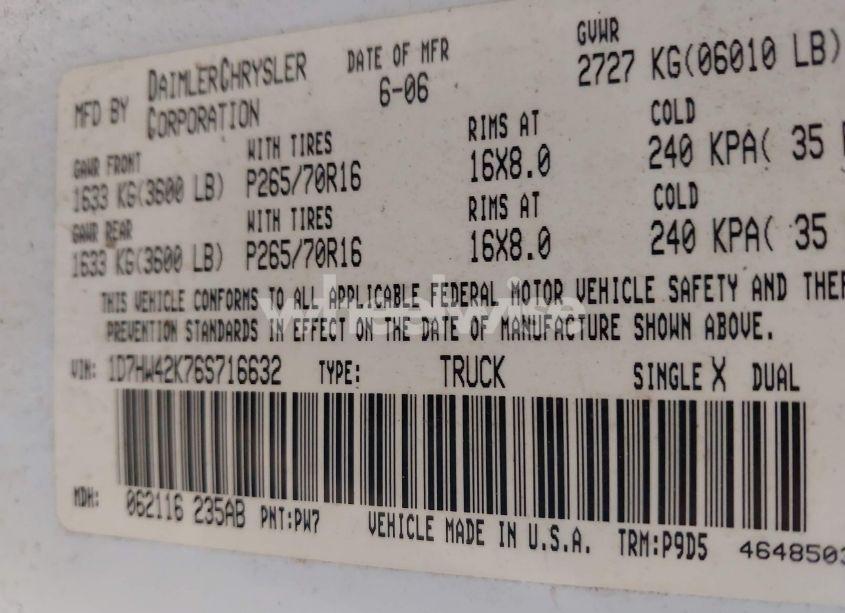 MFD BY DAIMLERCHRYSLER CORPORATION DATE OF MFR 6-06 GVWR 2727 KG(06010 LB)
GAWR FRONT WITH TIRES RIMS AT COLD
1633 KG(3600 LB) P265/70R16 16X8.0 240 KPA( 35
GAWR REAR WITH TIRES RIMS AT COLD
1633 KG(3600 LB) P265/70R16 16X8.0 240 KPA( 35
THIS VEHICLE CONFORMS TO ALL APPLICABLE FEDERAL MOTOR VEHICLE SAFETY AND THEF
PREVENTION STANDARDS IN EFFECT ON THE DATE OF MANUFACTURE SHOWN ABOVE.
wheelwise
VIN: 1D7HW42K76S716632 TYPE: TRUCK SINGLE X DUAL
MDH: 062116 235AB PNT:PW7 VEHICLE MADE IN U.S.A. TRM:P9D5 4648503